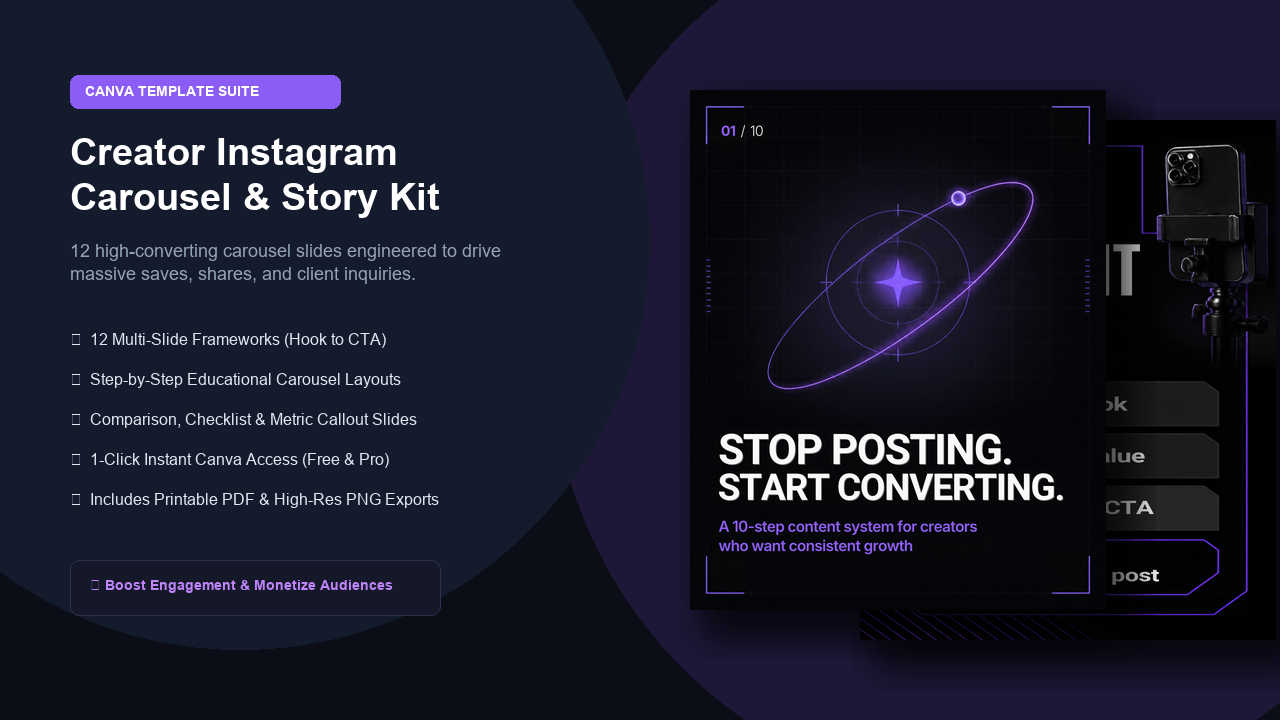 CANVA TEMPLATE SUITE
Creator Instagram
Carousel & Story Kit
12 high-converting carousel slides engineered to drive
massive saves, shares, and client inquiries.
12 Multi-Slide Frameworks (Hook to CTA)
Step-by-Step Educational Carousel Layouts
Comparison, Checklist & Metric Callout Slides
1-Click Instant Canva Access (Free & Pro)
Includes Printable PDF & High-Res PNG Exports
Boost Engagement & Monetize Audiences
01 / 10
STOP POSTING.
START CONVERTING.
A 10-step content system for creators
who want consistent growth
CTA
post